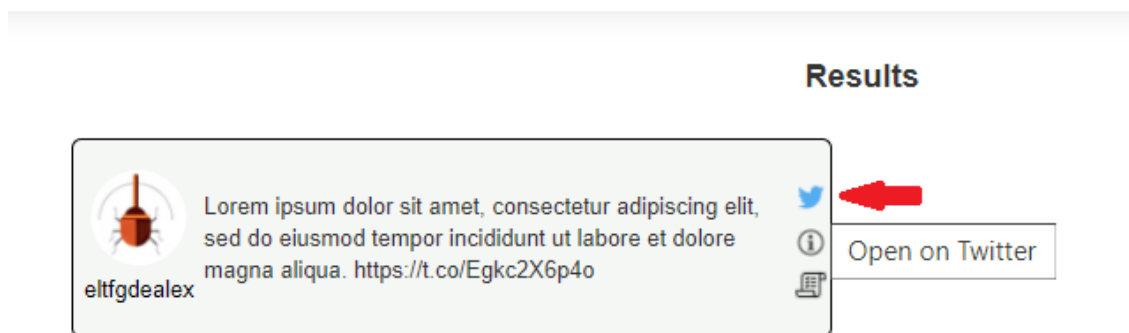 Results
Lorem ipsum dolor sit amet, consectetur adipiscing elit,
sed do eiusmod tempor incididunt ut labore et dolore
magna aliqua. https://t.co/Egkc2X6p4o
eltfgdealex
Open on Twitter